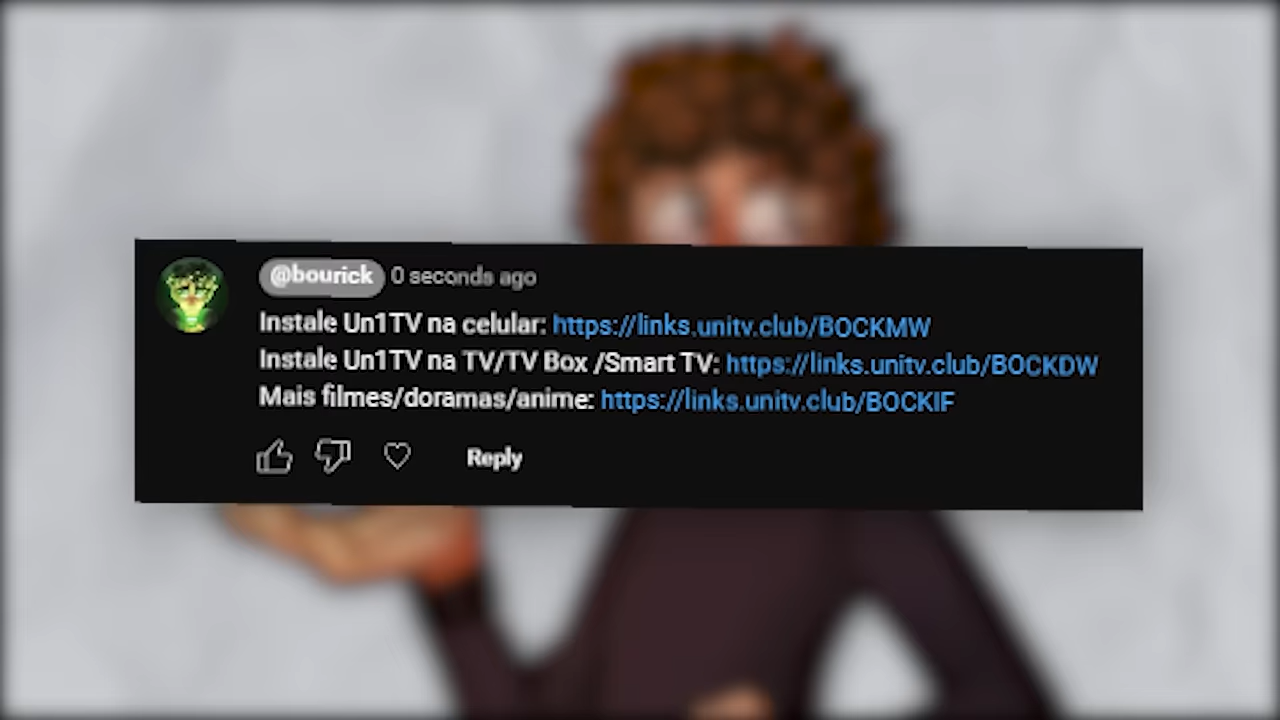 @bourick 0 seconds ago
Instale Un1TV na celular: https://links.unitv.club/BOCKMW
Instale Un1TV na TV/TV Box /Smart TV: https://links.unitv.club/BOCKDW
Mais filmes/doramas/anime: https://links.unitv.club/BOCKIF
Reply